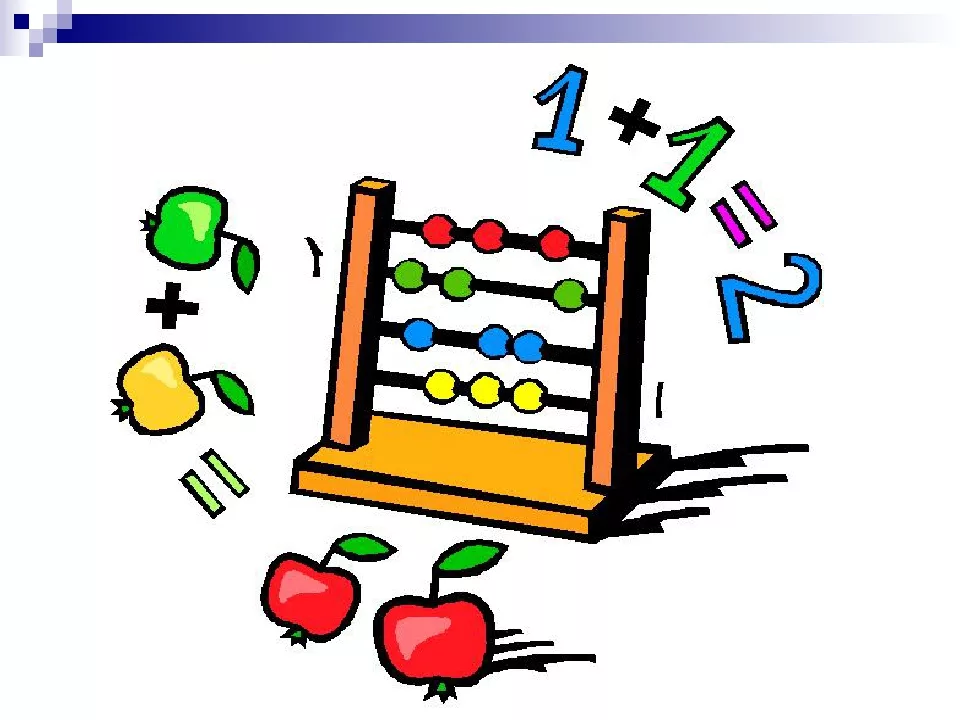 1+1=2
+
=